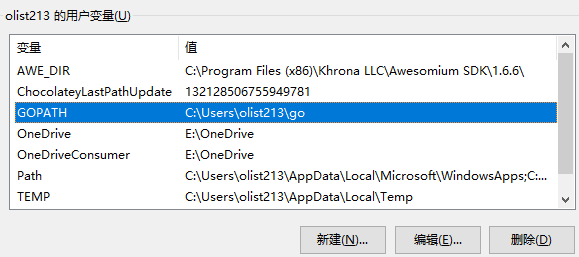 olist213 的用户变量(U)
变量 值
AWE_DIR C:\Program Files (x86)\Khrona LLC\Awesomium SDK\1.6.6\
ChocolateyLastPathUpdate 132128506755949781
GOPATH C:\Users\olist213\go
OneDrive E:\OneDrive
OneDriveConsumer E:\OneDrive
Path C:\Users\olist213\AppData\Local\Microsoft\WindowsApps;C:...
TEMP C:\Users\olist213\AppData\Local\Temp
新建(N)... 编辑(E)... 删除(D)